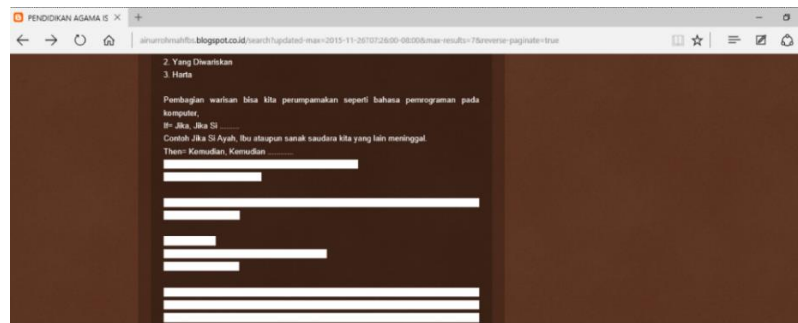 PENDIDIKAN AGAMA IS
ainurrohmahfbs.blogspot.co.id/search?updated-max=2015-11-26T07:26:00-08:00&max-results=7&reverse-paginate=true
2. Yang Diwariskan
3. Harta
Pembagian warisan bisa kita perumpamakan seperti bahasa pemrograman pada
komputer,
If= Jika, Jika Si .........
Contoh Jika Si Ayah, Ibu ataupun sanak saudara kita yang lain meninggal.
Then= Kemudian, Kemudian ............